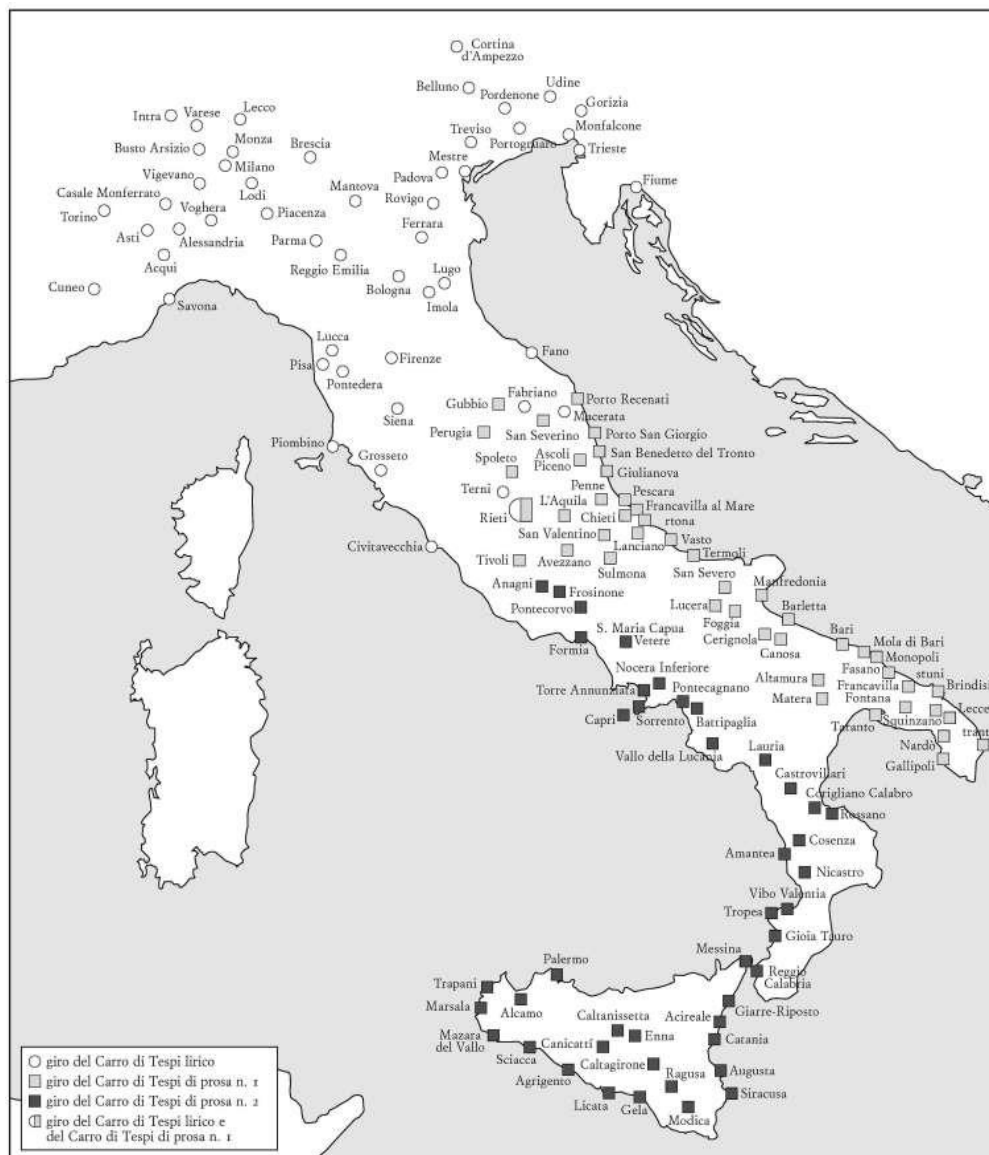 Cortina
d'Ampezzo
Belluno
Udine
Pordenone
Gorizia
Intra
Varese
Lecco
Monfalcone
Treviso
Portogruaro
Trieste
Busto Arsizio
Monza
Brescia
Mestre
Milano
Padova
Vigevano
Lodi
Mantova
Fiume
Casale Monferrato
Rovigo
Torino
Voghera
Piacenza
Ferrara
Asti
Alessandria
Parma
Acqui
Reggio Emilia
Lugo
Cuneo
Bologna
Imola
Savona
Lucca
Fano
Pisa
Firenze
Pontedera
Fabriano
Porto Recenati
Gubbio
Macerata
Siena
San Severino
Perugia
Porto San Giorgio
Piombino
Ascoli
Piceno
San Benedetto del Tronto
Grosseto
Spoleto
Giulianova
Penne
Terni
L'Aquila
Pescara
Francavilla al Mare
Rieti
Chieti
rtona
San Valentino
Lanciano
Vasto
Civitavecchia
Termoli
Tivoli
Avezzano
Sulmona
San Severo
Anagni
Frosinone
Manfredonia
Pontecorvo
Lucera
Barletta
Foggia
S. Maria Capua
Vetere
Cerignola
Bari
Formia
Canosa
Mola di Bari
Monopoli
Nocera Inferiore
Fasano
stuni
Altamura
Francavilla
Fontana
Brindisi
Torre Annunziata
Pontecagnano
Matera
Lecce
Capri
Sorrento
Battipaglia
Taranto
Squinzano
trant
Vallo della Lucania
Lauria
Nardò
Gallipoli
Castrovillari
Corigliano Calabro
Rossano
Cosenza
Amantea
Nicastro
Vibo Valentia
Tropea
Gioia Tauro
Messina
Palermo
Reggio
Calabria
Trapani
Giarre-Riposto
Marsala
Alcamo
Caltanissetta
Acireale
Mazara
del Vallo
Canicattì
Enna
Catania
Sciacca
Caltagirone
Agrigento
Ragusa
Augusta
Licata
Gela
Siracusa
Modica
giro del Carro di Tespi lirico
giro del Carro di Tespi di prosa n. 1
giro del Carro di Tespi di prosa n. 2
giro del Carro di Tespi lirico e
del Carro di Tespi di prosa n. 1